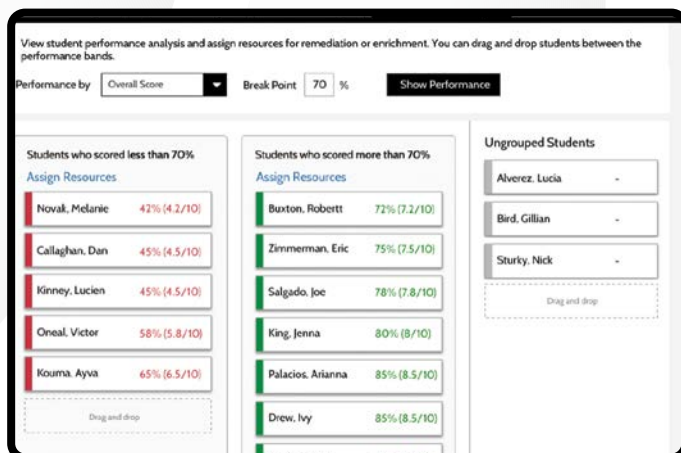 View student performance analysis and assign resources for remediation or enrichment. You can drag and drop students between the
performance bands.
Performance by Overall Score Break Point 70 % Show Performance
Students who scored less than 70%
Assign Resources
Novak, Melanie 42% (4.2/10)
Callaghan, Dan 45% (4.5/10)
Kinney, Lucien 45% (4.5/10)
Oneal, Victor 58% (5.8/10)
Kouma, Ayva 65% (6.5/10)
Drag and drop
Students who scored more than 70%
Assign Resources
Buxton, Robertt 72% (7.2/10)
Zimmerman, Eric 75% (7.5/10)
Salgado, Joe 78% (7.8/10)
King, Jenna 80% (8/10)
Palacios, Arianna 85% (8.5/10)
Drew, Ivy 85% (8.5/10)
Ungrouped Students
Alverez, Lucia -
Bird, Gillian -
Sturky, Nick -
Drag and drop